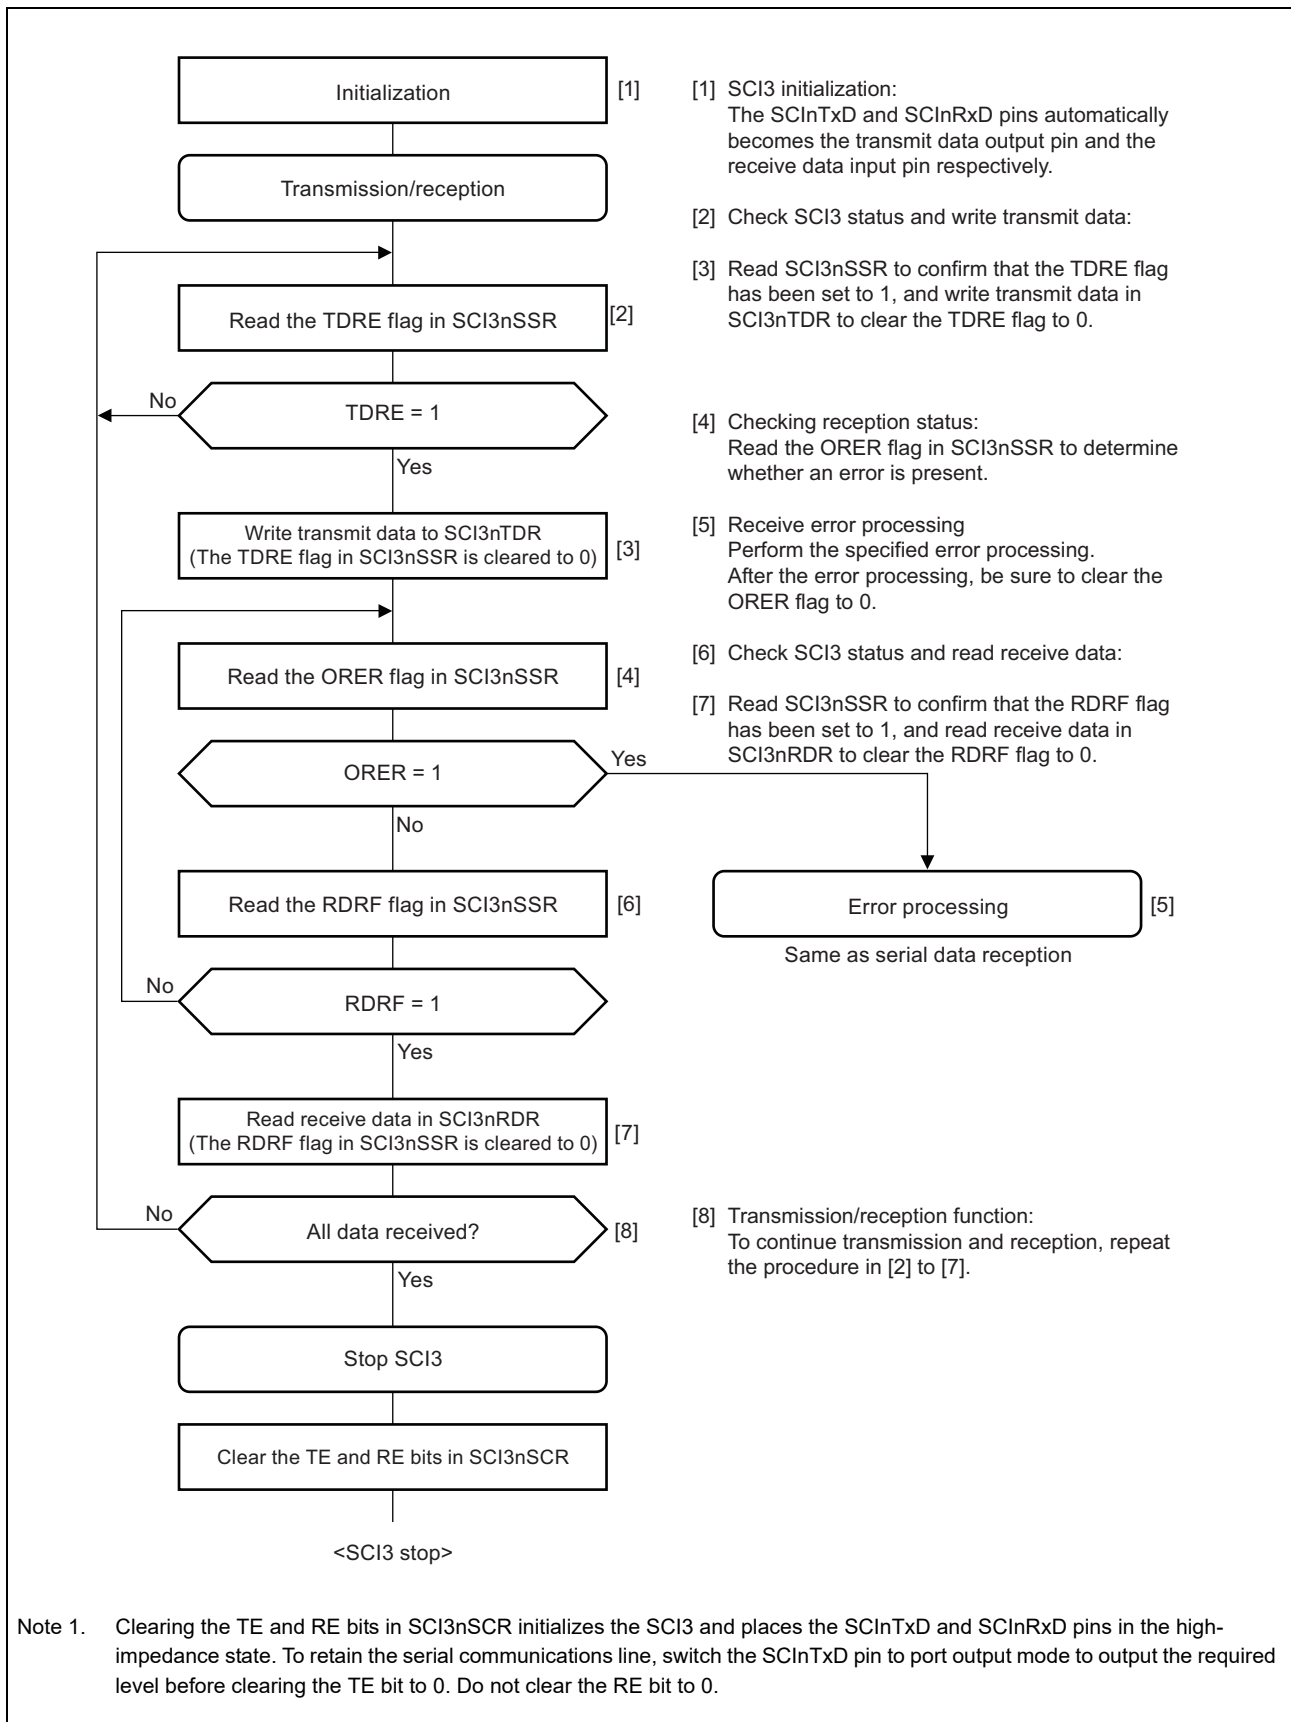 Initialization
[1]
Transmission/reception
Read the TDRE flag in SCI3nSSR
[2]
No
TDRE = 1
Yes
Write transmit data to SCI3nTDR
(The TDRE flag in SCI3nSSR is cleared to 0)
[3]
Read the ORER flag in SCI3nSSR
[4]
ORER = 1
Yes
No
Read the RDRF flag in SCI3nSSR
[6]
Error processing
[5]
Same as serial data reception
No
RDRF = 1
Yes
Read receive data in SCI3nRDR
(The RDRF flag in SCI3nSSR is cleared to 0)
[7]
No
All data received?
[8]
Yes
Stop SCI3
Clear the TE and RE bits in SCI3nSCR
<SCI3 stop>
[1] SCI3 initialization:
The SCInTxD and SCInRxD pins automatically
becomes the transmit data output pin and the
receive data input pin respectively.
[2] Check SCI3 status and write transmit data:
[3] Read SCI3nSSR to confirm that the TDRE flag
has been set to 1, and write transmit data in
SCI3nTDR to clear the TDRE flag to 0.
[4] Checking reception status:
Read the ORER flag in SCI3nSSR to determine
whether an error is present.
[5] Receive error processing
Perform the specified error processing.
After the error processing, be sure to clear the
ORER flag to 0.
[6] Check SCI3 status and read receive data:
[7] Read SCI3nSSR to confirm that the RDRF flag
has been set to 1, and read receive data in
SCI3nRDR to clear the RDRF flag to 0.
[8] Transmission/reception function:
To continue transmission and reception, repeat
the procedure in [2] to [7].
Note 1. Clearing the TE and RE bits in SCI3nSCR initializes the SCI3 and places the SCInTxD and SCInRxD pins in the high-
impedance state. To retain the serial communications line, switch the SCInTxD pin to port output mode to output the required
level before clearing the TE bit to 0. Do not clear the RE bit to 0.